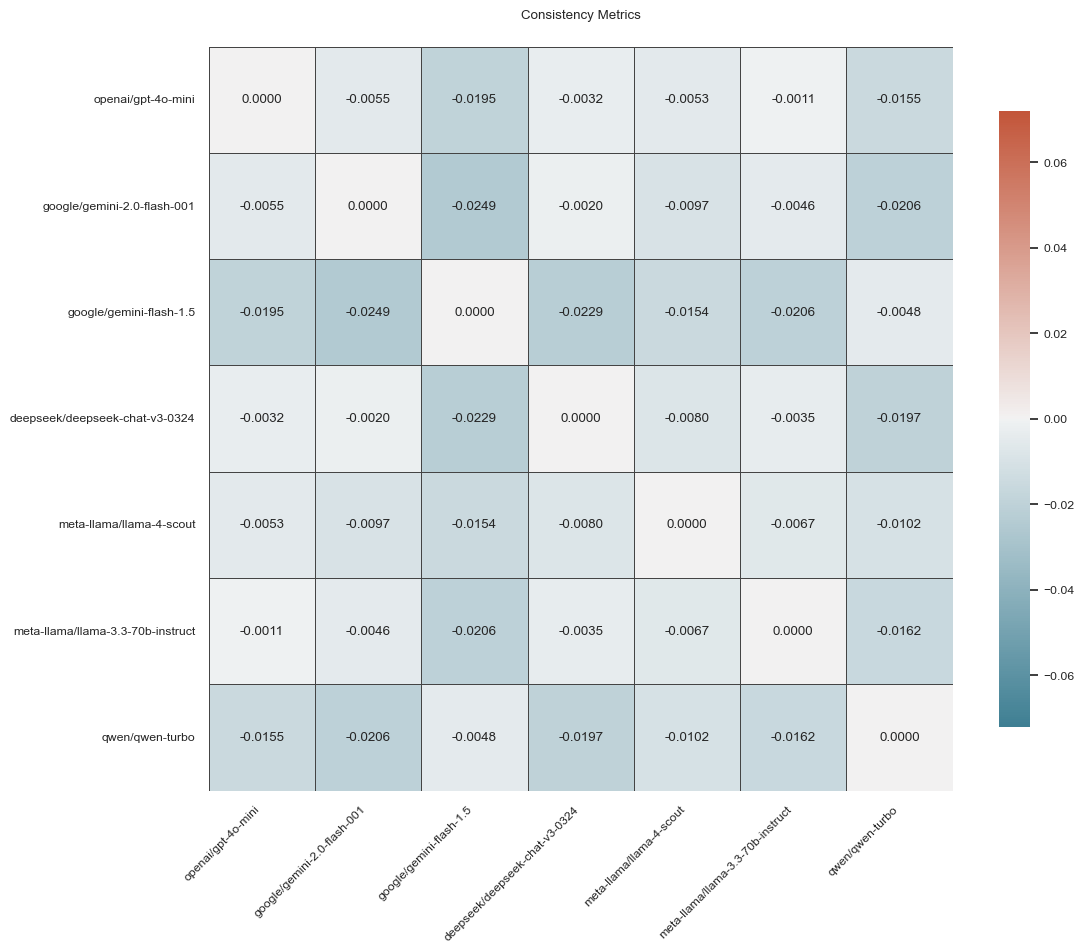 Consistency Metrics
openai/gpt-4o-mini 0.0000 -0.0055 -0.0195 -0.0032 -0.0053 -0.0011 -0.0155
google/gemini-2.0-flash-001 -0.0055 0.0000 -0.0249 -0.0020 -0.0097 -0.0046 -0.0206
google/gemini-flash-1.5 -0.0195 -0.0249 0.0000 -0.0229 -0.0154 -0.0206 -0.0048
deepseek/deepseek-chat-v3-0324 -0.0032 -0.0020 -0.0229 0.0000 -0.0080 -0.0035 -0.0197
meta-llama/llama-4-scout -0.0053 -0.0097 -0.0154 -0.0080 0.0000 -0.0067 -0.0102
meta-llama/llama-3.3-70b-instruct -0.0011 -0.0046 -0.0206 -0.0035 -0.0067 0.0000 -0.0162
qwen/qwen-turbo -0.0155 -0.0206 -0.0048 -0.0197 -0.0102 -0.0162 0.0000
openai/gpt-4o-mini
google/gemini-2.0-flash-001
google/gemini-flash-1.5
deepseek/deepseek-chat-v3-0324
meta-llama/llama-4-scout
meta-llama/llama-3.3-70b-instruct
qwen/qwen-turbo
0.06
0.04
0.02
0.00
−0.02
−0.04
−0.06